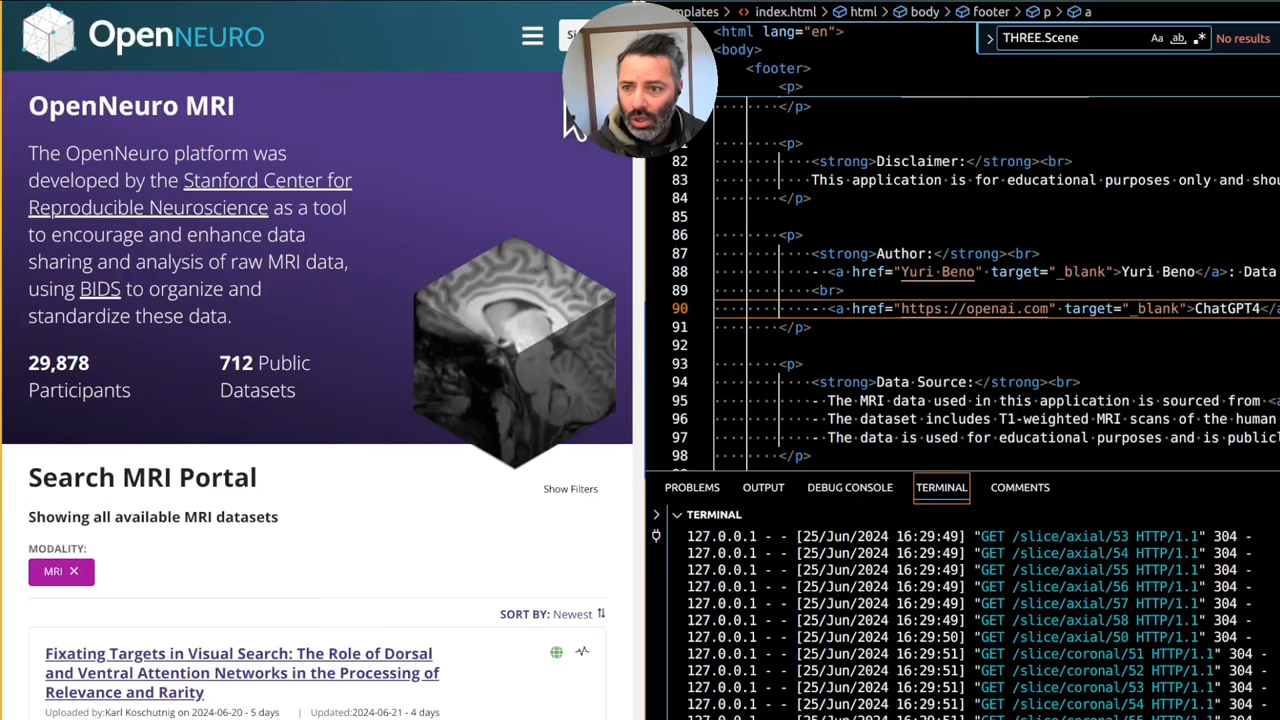 OpenNEURO
OpenNeuro MRI
The OpenNeuro platform was
developed by the Stanford Center for
Reproducible Neuroscience as a tool
to encourage and enhance data
sharing and analysis of raw MRI data,
using BIDS to organize and
standardize these data.
29,878
Participants
712 Public
Datasets
Search MRI Portal
Show Filters
Showing all available MRI datasets
MODALITY:
MRI ✕
SORT BY: Newest
Fixating Targets in Visual Search: The Role of Dorsal
and Ventral Attention Networks in the Processing of
Relevance and Rarity
Uploaded by:Karl Koschutnig on 2024-06-20 - 5 days | Updated:2024-06-21 - 4 days
index.html > html > body > footer > p > a
THREE.Scene
Aa ab .* No results
<html lang="en">
<body>
<footer>
<p>
</p>
<p>
82 <strong>Disclaimer:</strong><br>
83 This·application·is·for·educational·purposes·only·and
84 </p>
85
86 <p>
87 <strong>Author:</strong><br>
88 -·<a·href="Yuri·Beno"·target="_blank">Yuri·Beno</a>:·Data
89 <br>
90 -·<a·href="https://openai.com"·target="_blank">ChatGPT4</a
91 </p>
92
93 <p>
94 <strong>Data·Source:</strong><br>
95 -·The·MRI·data·used·in·this·application·is·sourced·from·<a
96 -·The·dataset·includes·T1-weighted·MRI·scans·of·the·human
97 -·The·data·is·used·for·educational·purposes·and·is·publicl
98 </p>
PROBLEMS OUTPUT DEBUG CONSOLE TERMINAL COMMENTS
TERMINAL
127.0.0.1 - - [25/Jun/2024 16:29:49] "GET /slice/axial/53 HTTP/1.1" 304 -
127.0.0.1 - - [25/Jun/2024 16:29:49] "GET /slice/axial/54 HTTP/1.1" 304 -
127.0.0.1 - - [25/Jun/2024 16:29:49] "GET /slice/axial/55 HTTP/1.1" 304 -
127.0.0.1 - - [25/Jun/2024 16:29:49] "GET /slice/axial/56 HTTP/1.1" 304 -
127.0.0.1 - - [25/Jun/2024 16:29:49] "GET /slice/axial/57 HTTP/1.1" 304 -
127.0.0.1 - - [25/Jun/2024 16:29:49] "GET /slice/axial/58 HTTP/1.1" 304 -
127.0.0.1 - - [25/Jun/2024 16:29:50] "GET /slice/axial/50 HTTP/1.1" 304 -
127.0.0.1 - - [25/Jun/2024 16:29:51] "GET /slice/coronal/51 HTTP/1.1" 304 -
127.0.0.1 - - [25/Jun/2024 16:29:51] "GET /slice/coronal/52 HTTP/1.1" 304 -
127.0.0.1 - - [25/Jun/2024 16:29:51] "GET /slice/coronal/53 HTTP/1.1" 304 -
127.0.0.1 - - [25/Jun/2024 16:29:51] "GET /slice/coronal/54 HTTP/1.1" 304 -